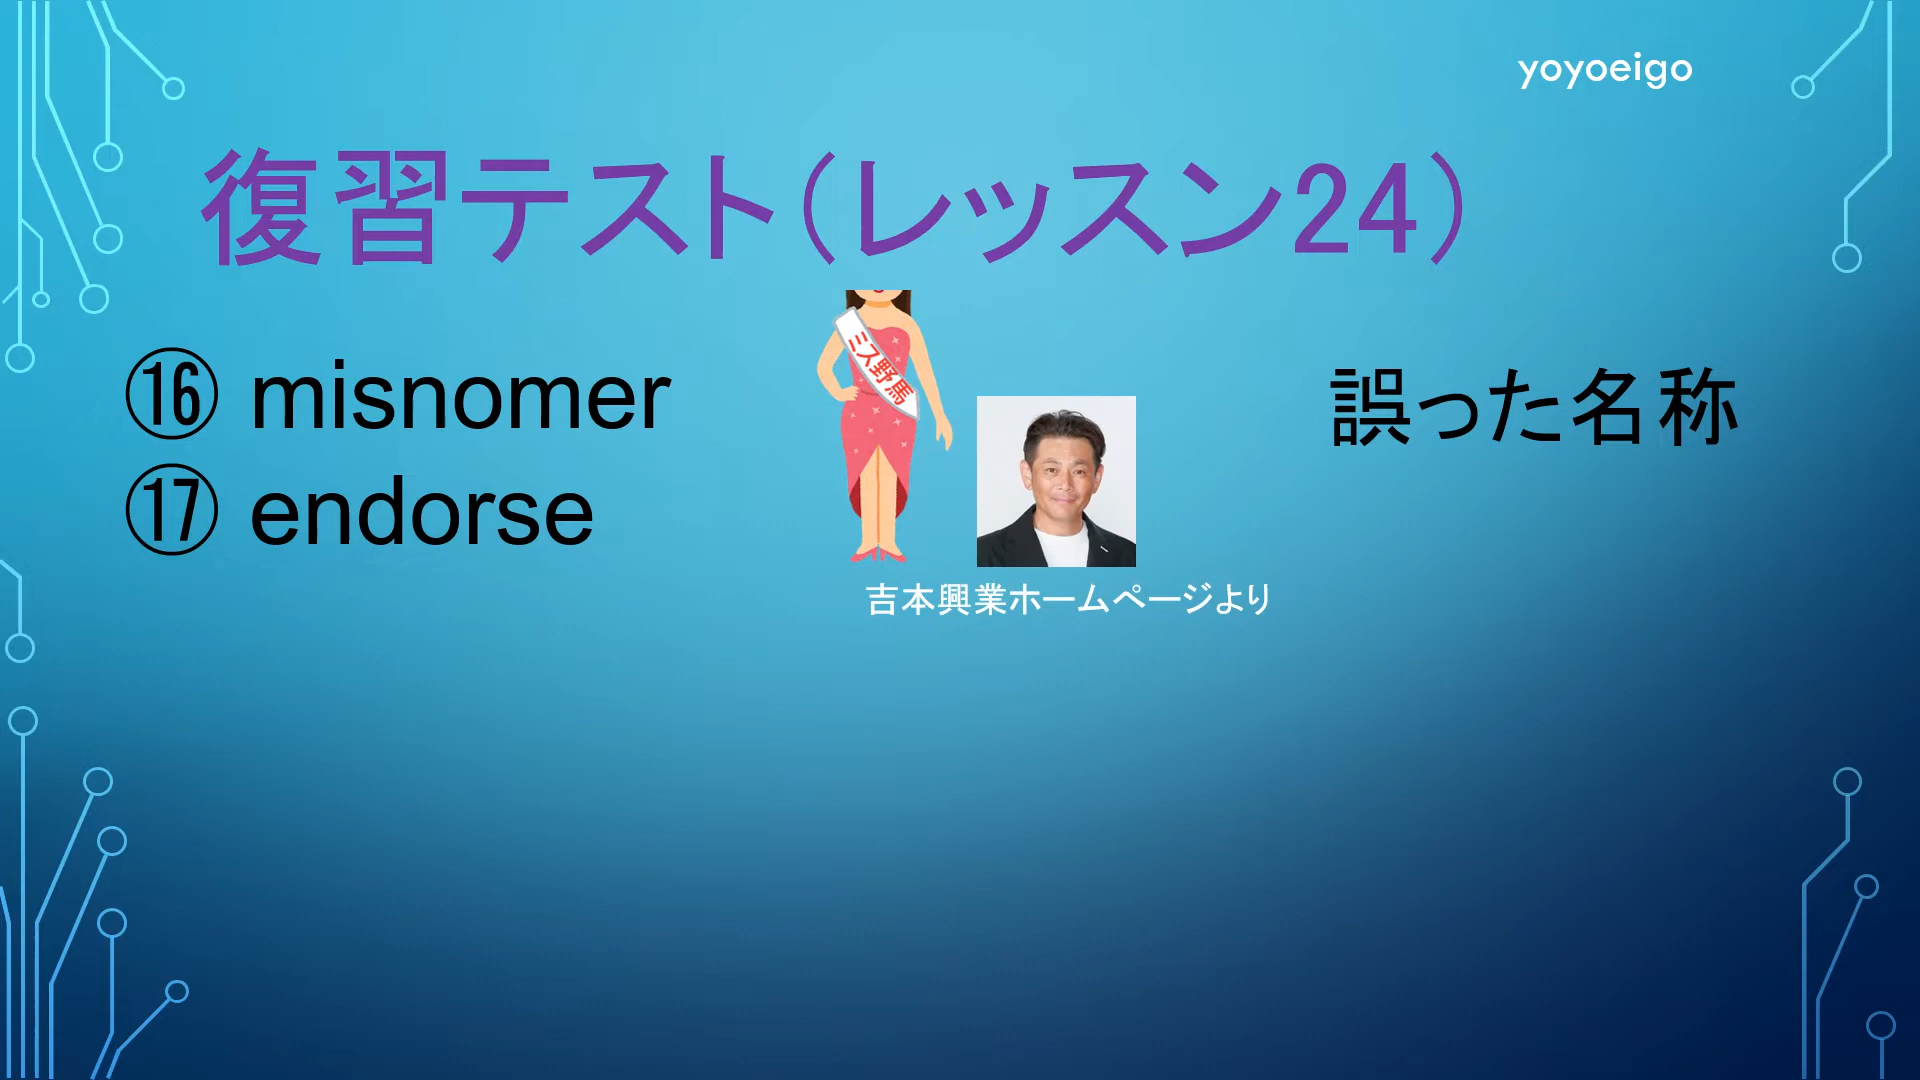 yoyoeigo
復習テスト（レッスン24）
⑯ misnomer
ミス野馬
誤った名称
⑰ endorse
吉本興業ホームページより